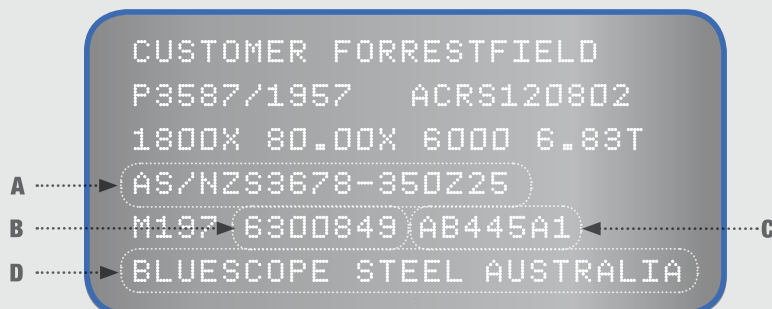 CUSTOMER FORRESTFIELD
P3587/1957 ACRS120802
1800X 80.00X 6000 6.83T
A AS/NZS3678-350Z25
B M197 6300849 AB445A1 C
D BLUESCOPE STEEL AUSTRALIA